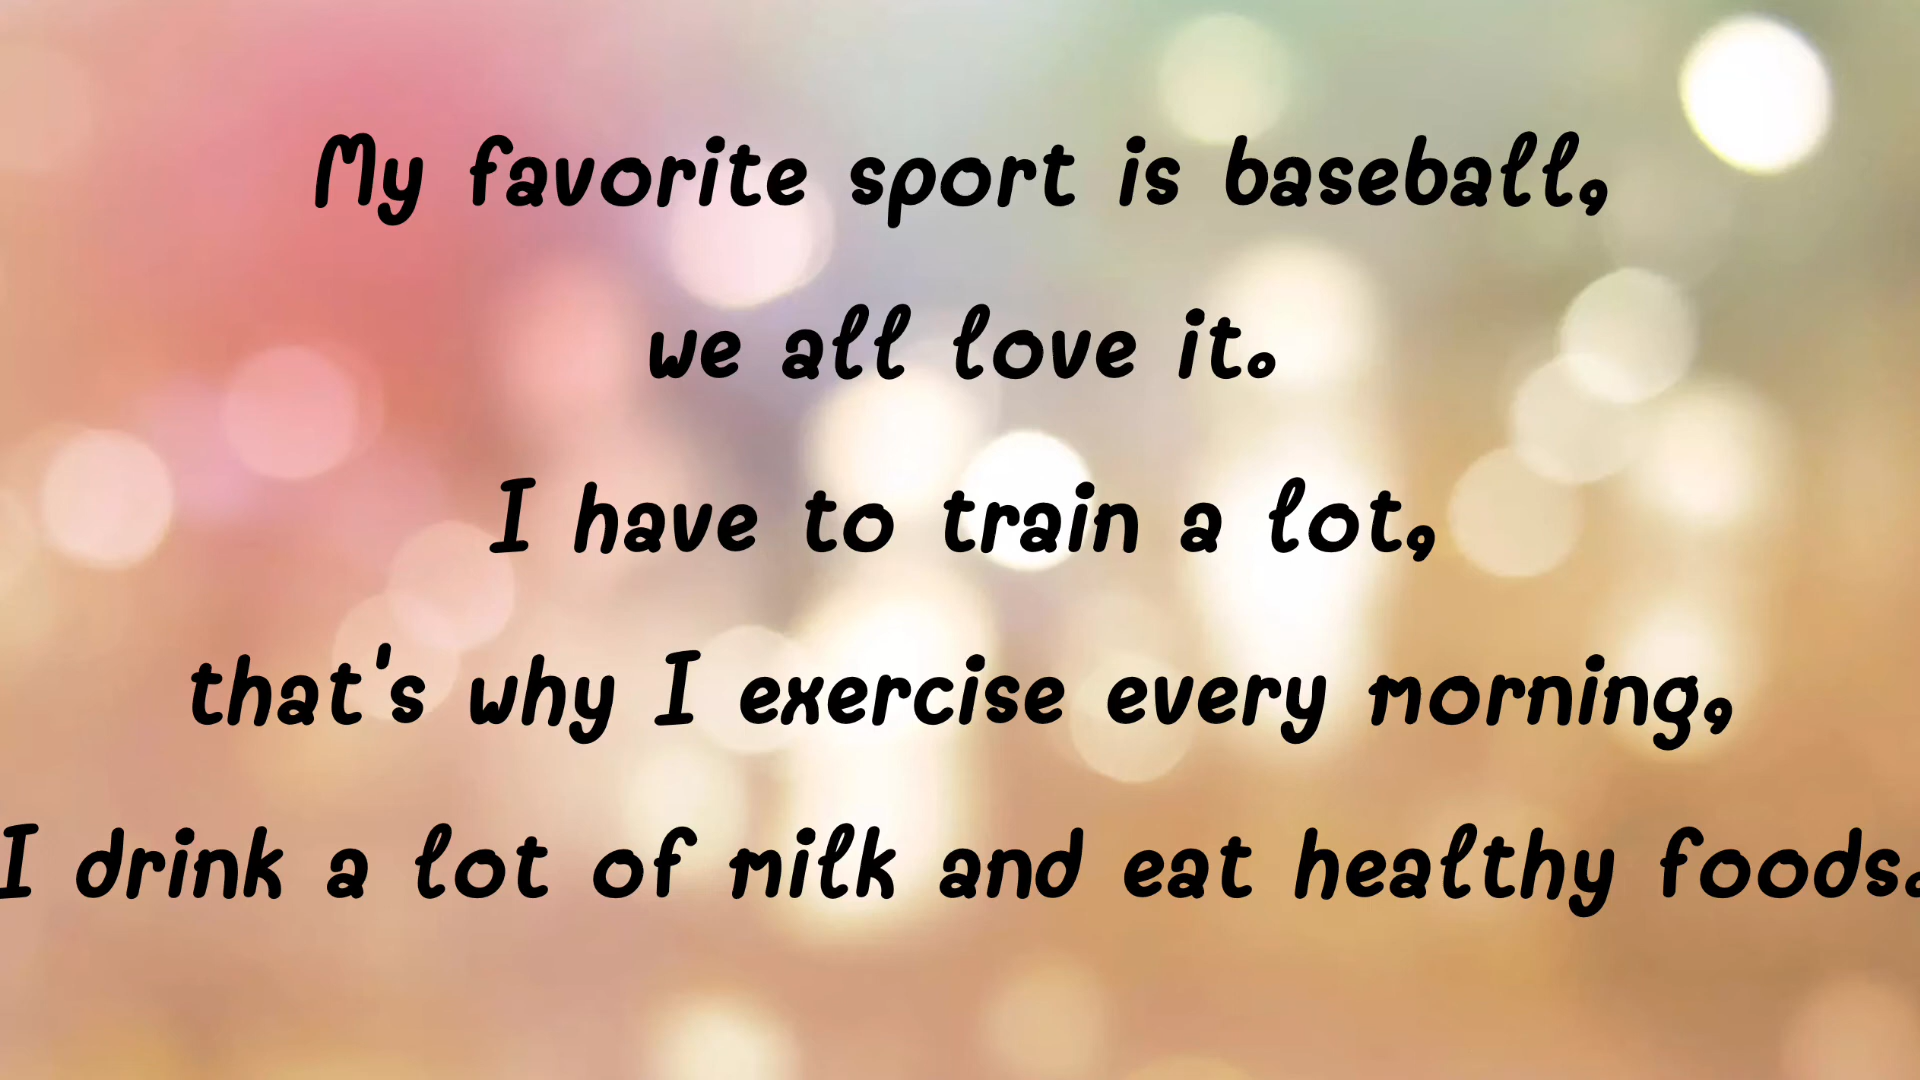 My favorite sport is baseball,
we all love it.
I have to train a lot,
that's why I exercise every morning,
I drink a lot of milk and eat healthy foods.